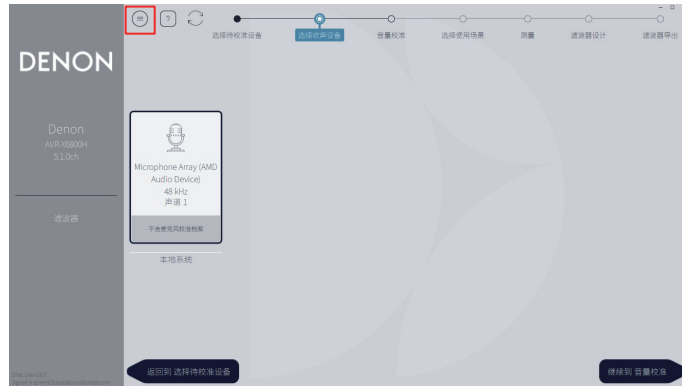 ?
选择待校准设备
选择收声设备
音量校准
选择使用场景
测量
滤波器设计
滤波器导出
DENON
Denon
AVR-X6800H
5.1.0ch
滤波器
Microphone Array (AMD
Audio Device)
48 kHz
声道 1
不含麦克风校准档案
本地系统
返回到 选择待校准设备
继续到 音量校准